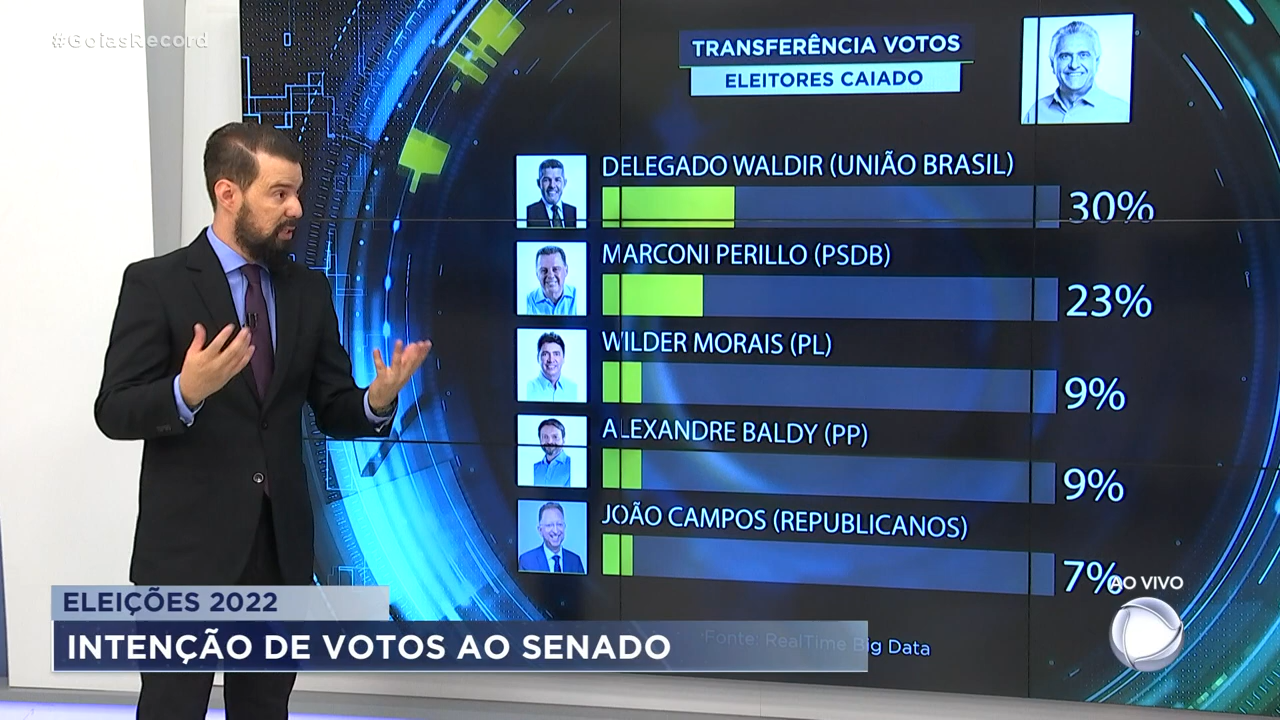 #GoiasRecord
TRANSFERÊNCIA VOTOS
ELEITORES CAIADO
DELEGADO WALDIR (UNIÃO BRASIL)
30%
MARCONI PERILLO (PSDB)
23%
WILDER MORAIS (PL)
9%
ALEXANDRE BALDY (PP)
9%
JOÃO CAMPOS (REPUBLICANOS)
7%
AO VIVO
ELEIÇÕES 2022
INTENÇÃO DE VOTOS AO SENADO
Fonte: RealTime Big Data